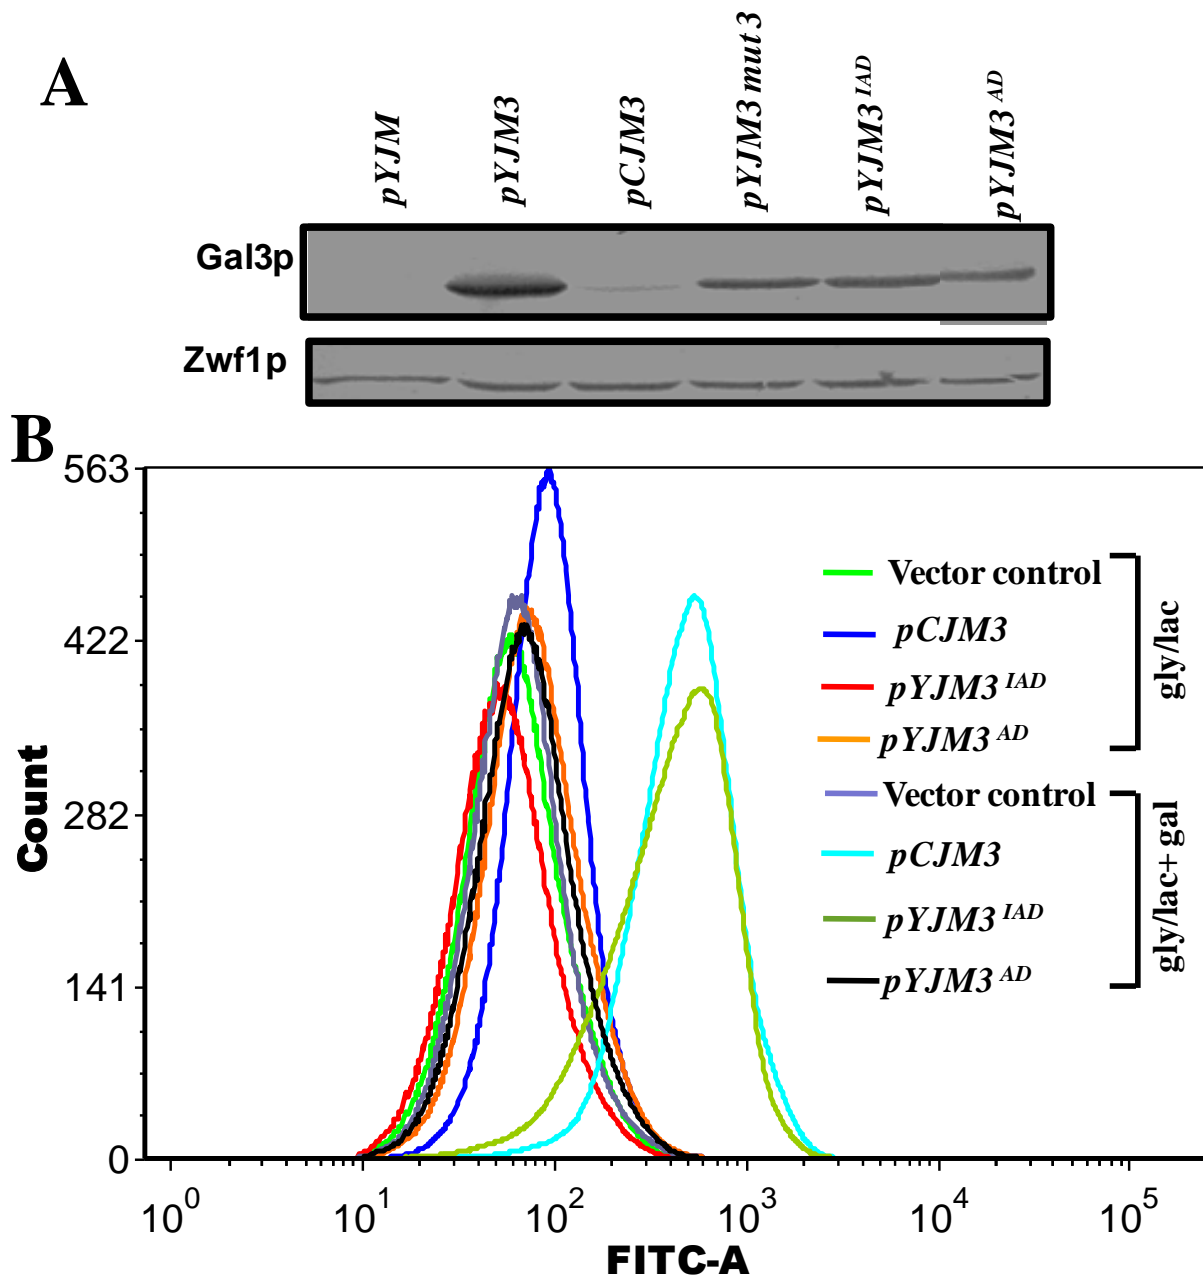 A
pYJM
pYJM3
pCJM3
pYJM3 mut 3
pYJM3 IAD
pYJM3 AD
Gal3p
Zwf1p
B
563
422
282
141
0
Count
10^0
10^1
10^2
10^3
10^4
10^5
FITC-A
Vector control
pCJM3
pYJM3 IAD
pYJM3 AD
gly/lac
Vector control
pCJM3
pYJM3 IAD
pYJM3 AD
gly/lac+ gal